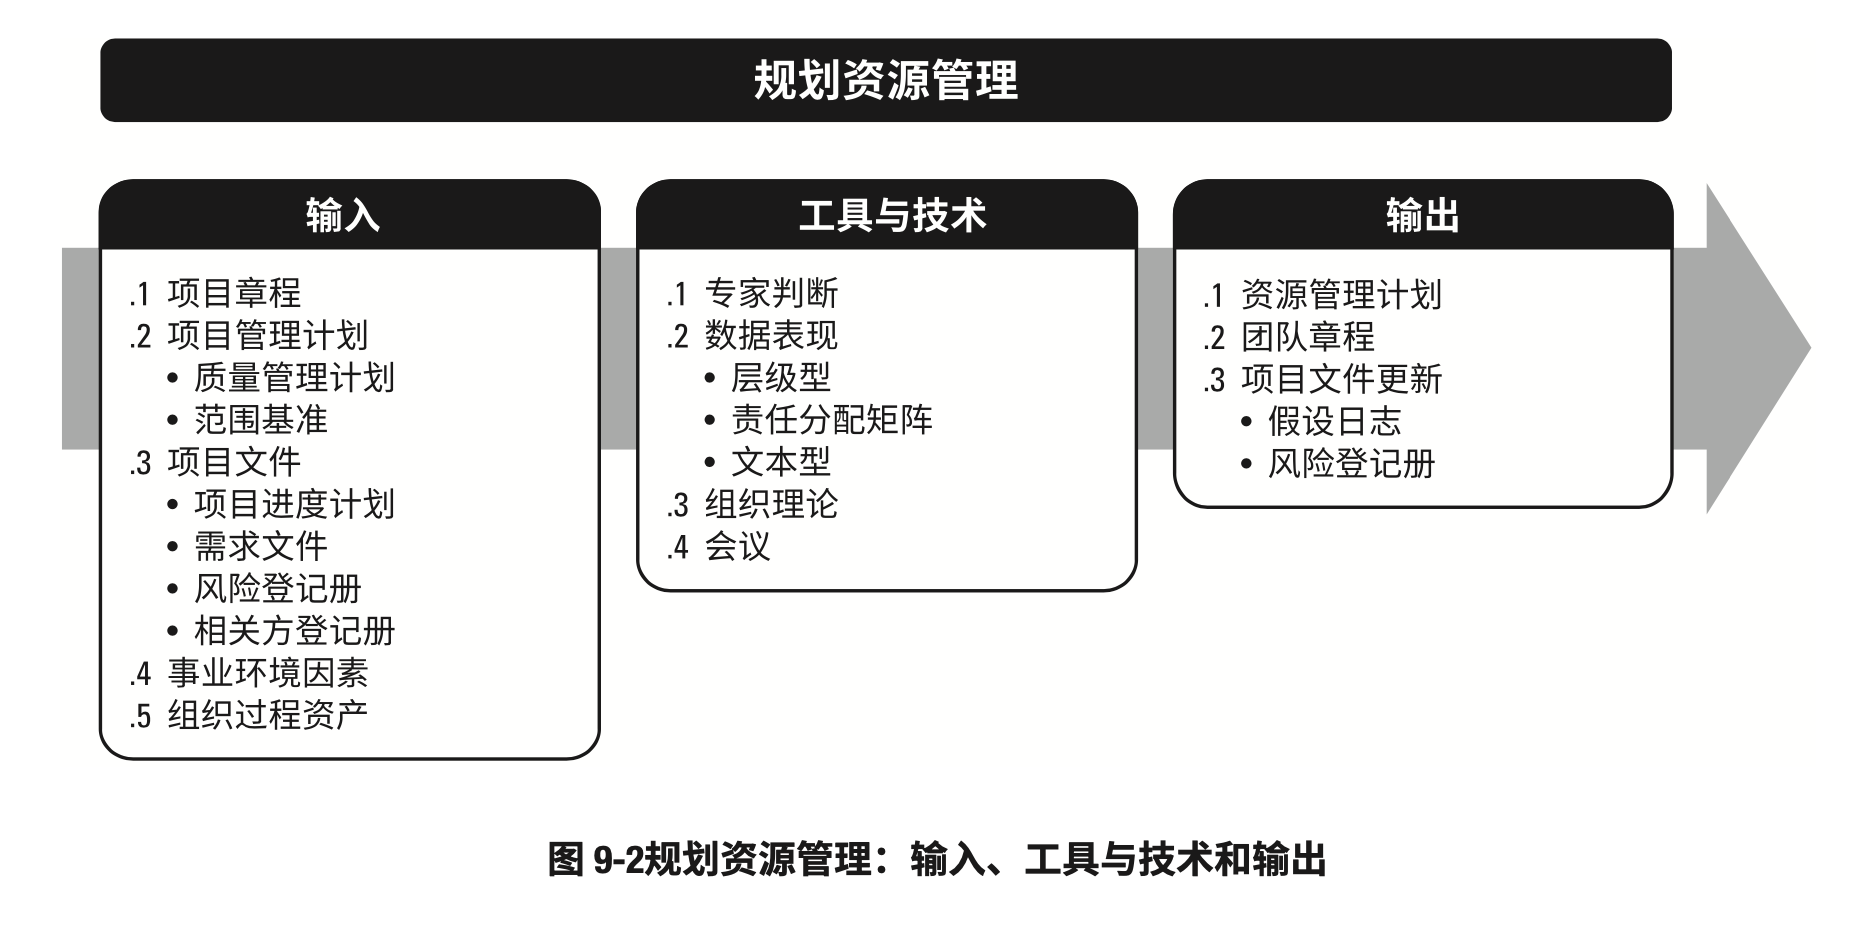 规划资源管理
输入
.1 项目章程
.2 项目管理计划
• 质量管理计划
• 范围基准
.3 项目文件
• 项目进度计划
• 需求文件
• 风险登记册
• 相关方登记册
.4 事业环境因素
.5 组织过程资产
工具与技术
.1 专家判断
.2 数据表现
• 层级型
• 责任分配矩阵
• 文本型
.3 组织理论
.4 会议
输出
.1 资源管理计划
.2 团队章程
.3 项目文件更新
• 假设日志
• 风险登记册
图 9-2规划资源管理：输入、工具与技术和输出